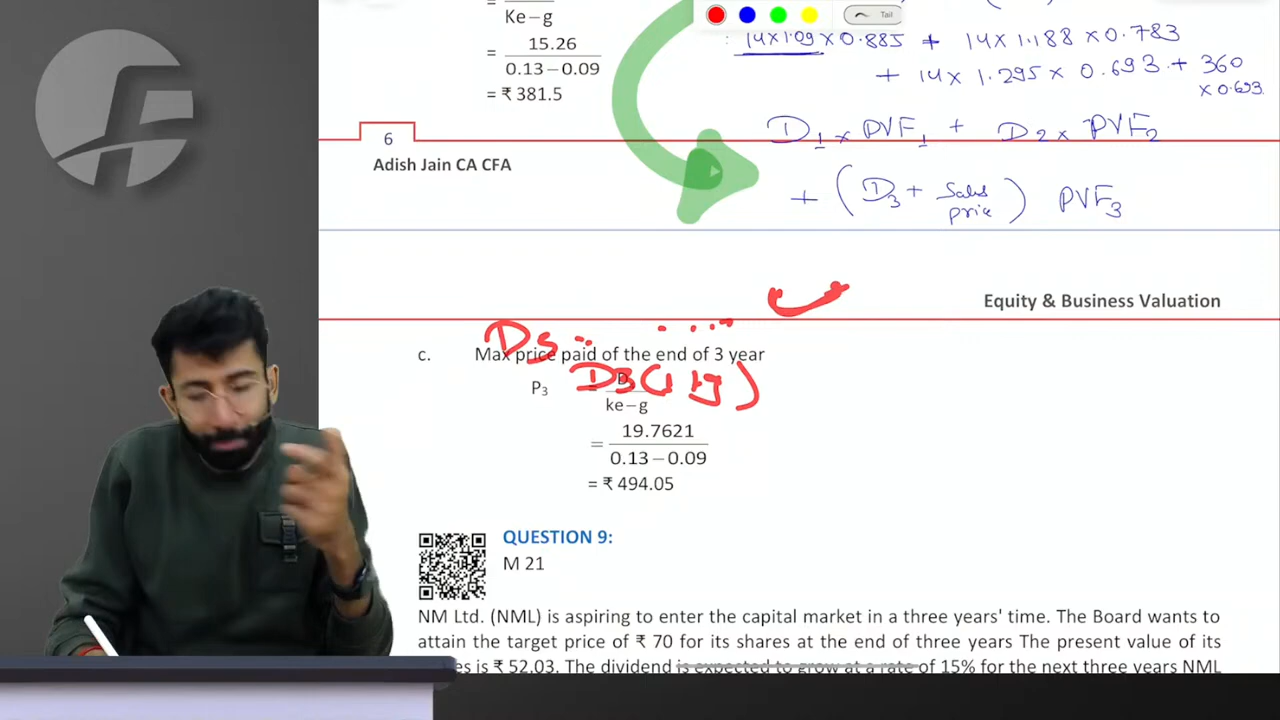 Ke – g
= 15.26
0.13 – 0.09
= ₹ 381.5
Tail
14 x 1.09 x 0.885 + 14 x 1.188 x 0.783
+ 14 x 1.295 x 0.693 + 360
x 0.693
D1 x PVF1 + D2 x PVF2
+ ( D3 + Sales price ) PVF3
6
Adish Jain CA CFA
Equity & Business Valuation
c. Max price paid of the end of 3 year
P3 =
D3 (1+g)
ke – g
= 19.7621
0.13 – 0.09
= ₹ 494.05
QUESTION 9:
M 21
NM Ltd. (NML) is aspiring to enter the capital market in a three years' time. The Board wants to
attain the target price of ₹ 70 for its shares at the end of three years The present value of its
is ₹ 52.03. The dividend is expected to grow at a rate of 15% for the next three years NML